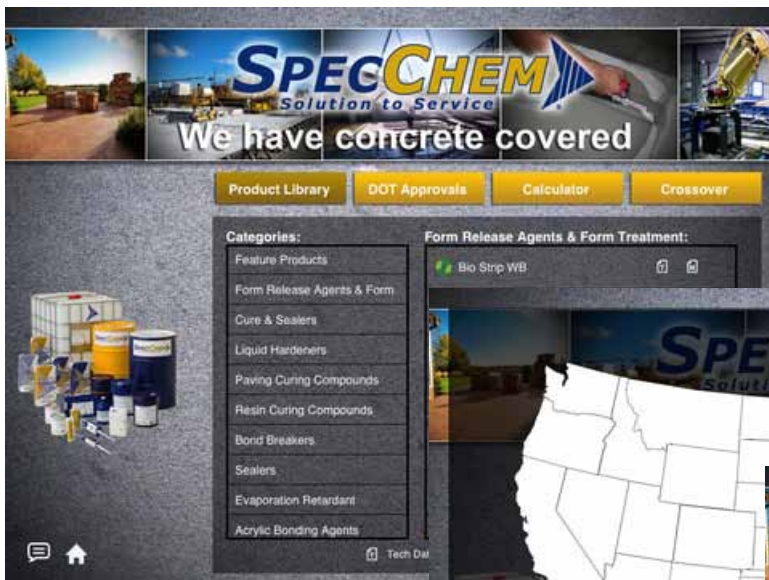 SPECCHEM
Solution to Service
We have concrete covered
Product Library
DOT Approvals
Calculator
Crossover
Categories:
Feature Products
Form Release Agents & Form
Cure & Sealers
Liquid Hardeners
Paving Curing Compounds
Resin Curing Compounds
Bond Breakers
Sealers
Evaporation Retardant
Acrylic Bonding Agents
Form Release Agents & Form Treatment:
Bio Strip WB
Tech Dat
SPE
Soluti